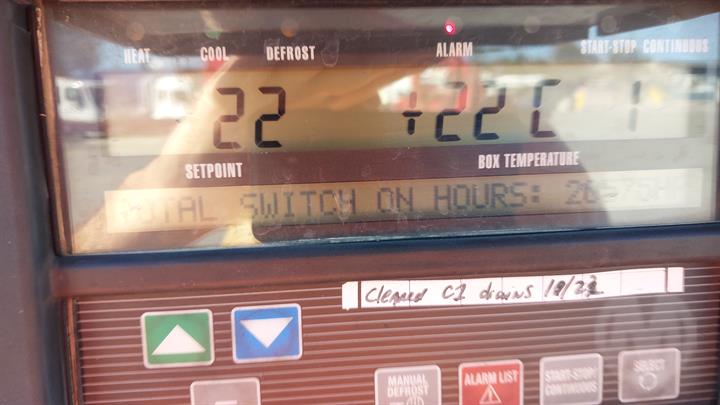 HEAT COOL DEFROST ALARM START-STOP CONTINUOUS
22 +22 C 1
SETPOINT BOX TEMPERATURE
TOTAL SWITCH ON HOURS:
Cleaned C1 drains
MANUAL DEFROST ALARM LIST START-STOP CONTINUOUS SELECT